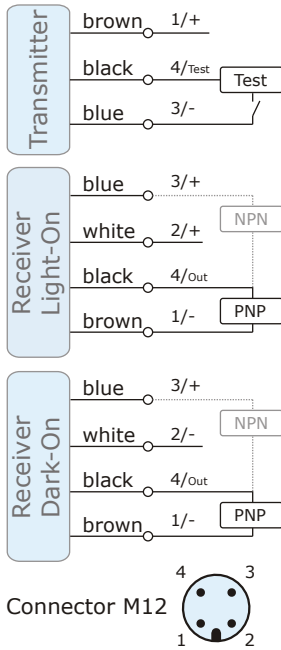 Transmitter
brown 1/+
black 4/Test Test
blue 3/-
Receiver
Light-On
blue 3/+
NPN
white 2/+
black 4/Out
PNP
brown 1/-
Receiver
Dark-On
blue 3/+
NPN
white 2/-
black 4/Out
PNP
brown 1/-
4 3
Connector M12
1 2